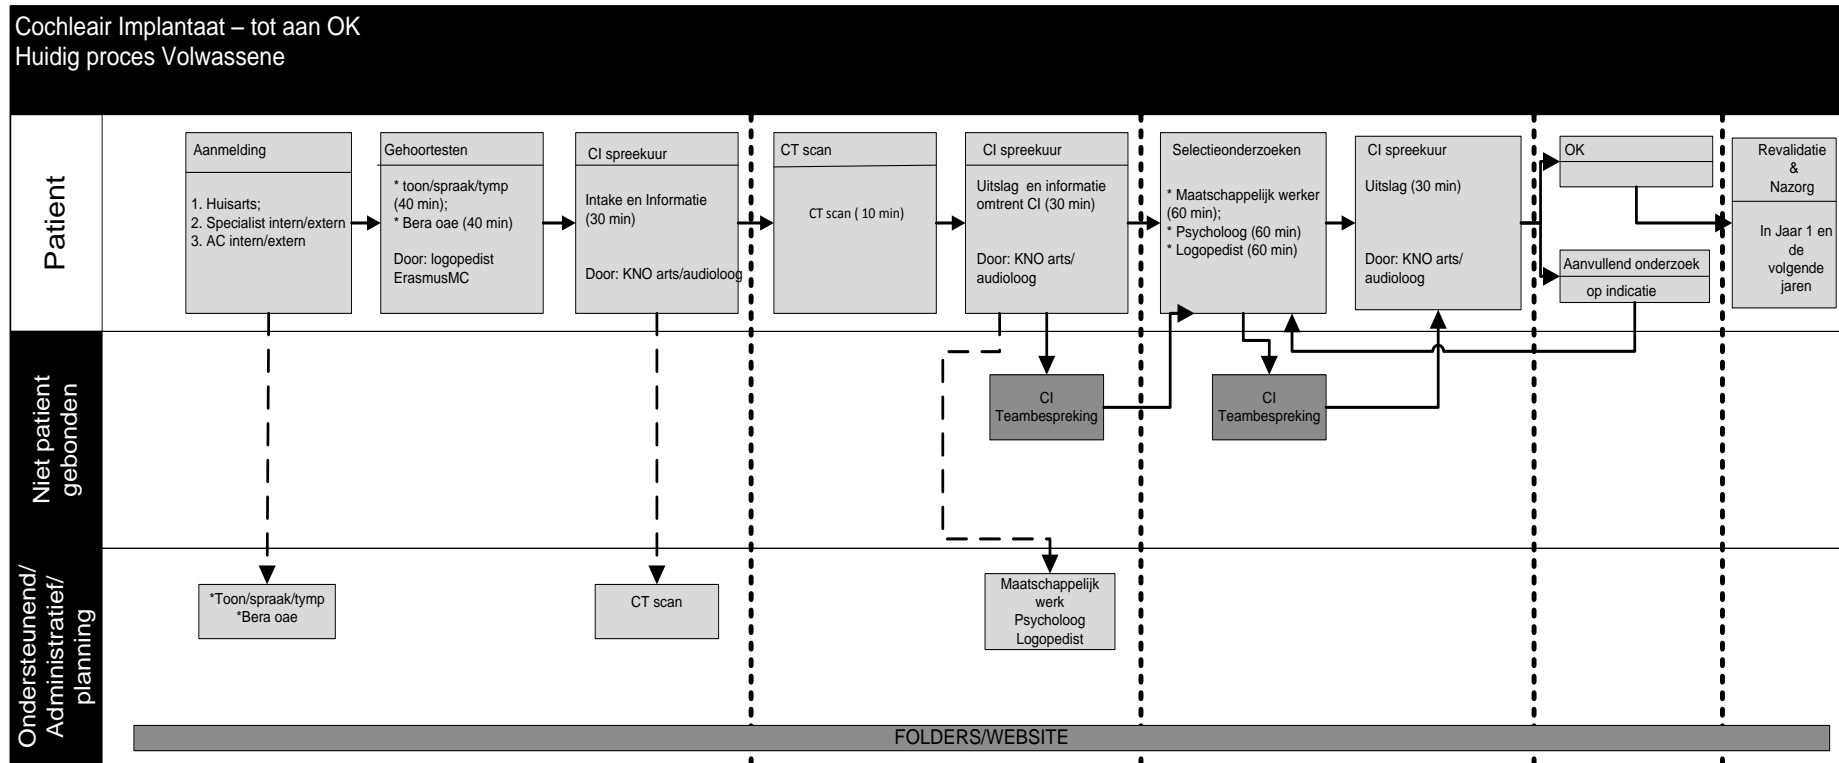 Cochleair Implantaat – tot aan OK
Huidig proces Volwassene
Patient
Aanmelding
1. Huisarts;
2. Specialist intern/extern
3. AC intern/extern
Gehoortesten
* toon/spraak/tymp
(40 min);
* Bera oae (40 min)
Door: logopedist
ErasmusMC
CI spreekuur
Intake en Informatie
(30 min)
Door: KNO arts/audioloog
CT scan
CT scan ( 10 min)
CI spreekuur
Uitslag en informatie
omtrent CI (30 min)
Door: KNO arts/
audioloog
Selectieonderzoeken
* Maatschappelijk werker
(60 min);
* Psycholoog (60 min)
* Logopedist (60 min)
CI spreekuur
Uitslag (30 min)
Door: KNO arts/
audioloog
OK
Aanvullend onderzoek
op indicatie
Revalidatie
&
Nazorg
In Jaar 1 en
de
volgende
jaren
Niet patient
gebonden
CI
Teambespreking
CI
Teambespreking
Ondersteunend/
Administratief/
planning
*Toon/spraak/tymp
*Bera oae
CT scan
Maatschappelijk
werk
Psycholoog
Logopedist
FOLDERS/WEBSITE